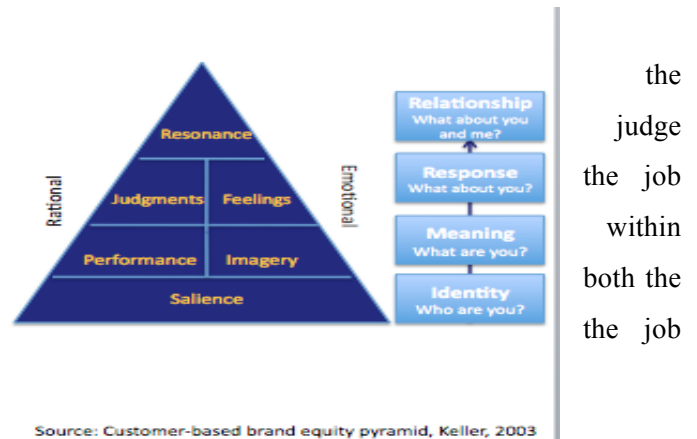 Resonance
Judgments
Feelings
Performance
Imagery
Salience
Rational
Emotional
Relationship
What about you
and me?
Response
What about you?
Meaning
What are you?
Identity
Who are you?
the
judge
the job
within
both the
the job
Source: Customer-based brand equity pyramid, Keller, 2003